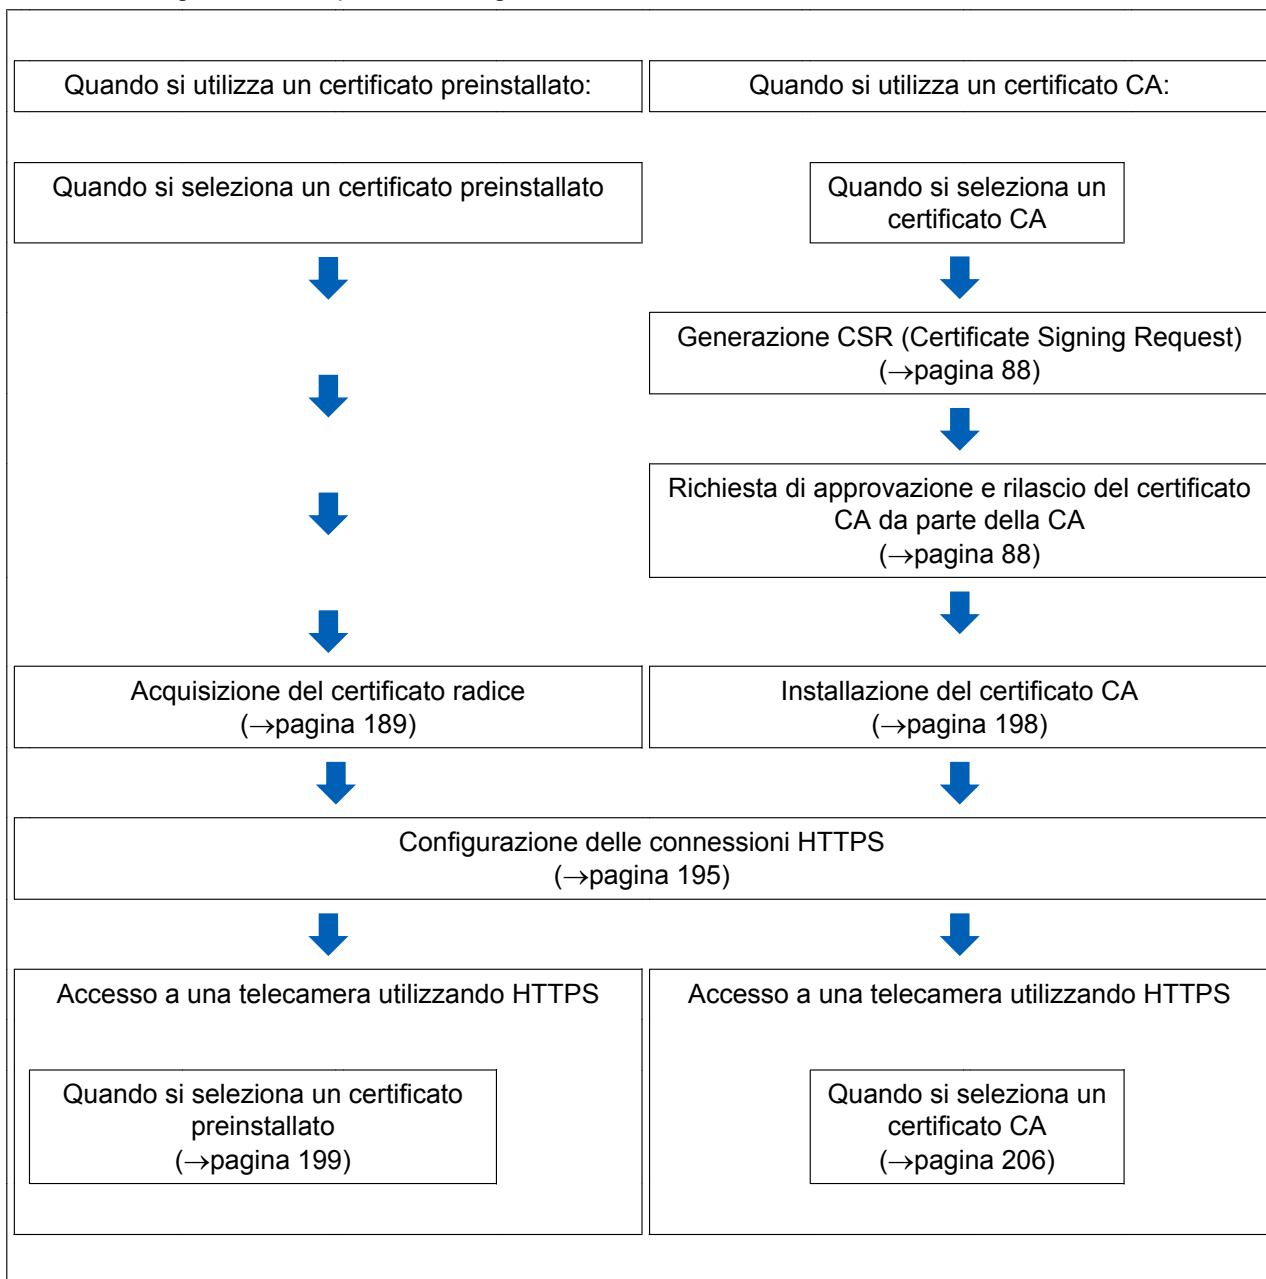 Quando si utilizza un certificato preinstallato:
Quando si utilizza un certificato CA:
Quando si seleziona un certificato preinstallato
Quando si seleziona un
certificato CA
Generazione CSR (Certificate Signing Request)
(→pagina 88)
Richiesta di approvazione e rilascio del certificato
CA da parte della CA
(→pagina 88)
Acquisizione del certificato radice
(→pagina 189)
Installazione del certificato CA
(→pagina 198)
Configurazione delle connessioni HTTPS
(→pagina 195)
Accesso a una telecamera utilizzando HTTPS
Quando si seleziona un certificato
preinstallato
(→pagina 199)
Accesso a una telecamera utilizzando HTTPS
Quando si seleziona un
certificato CA
(→pagina 206)